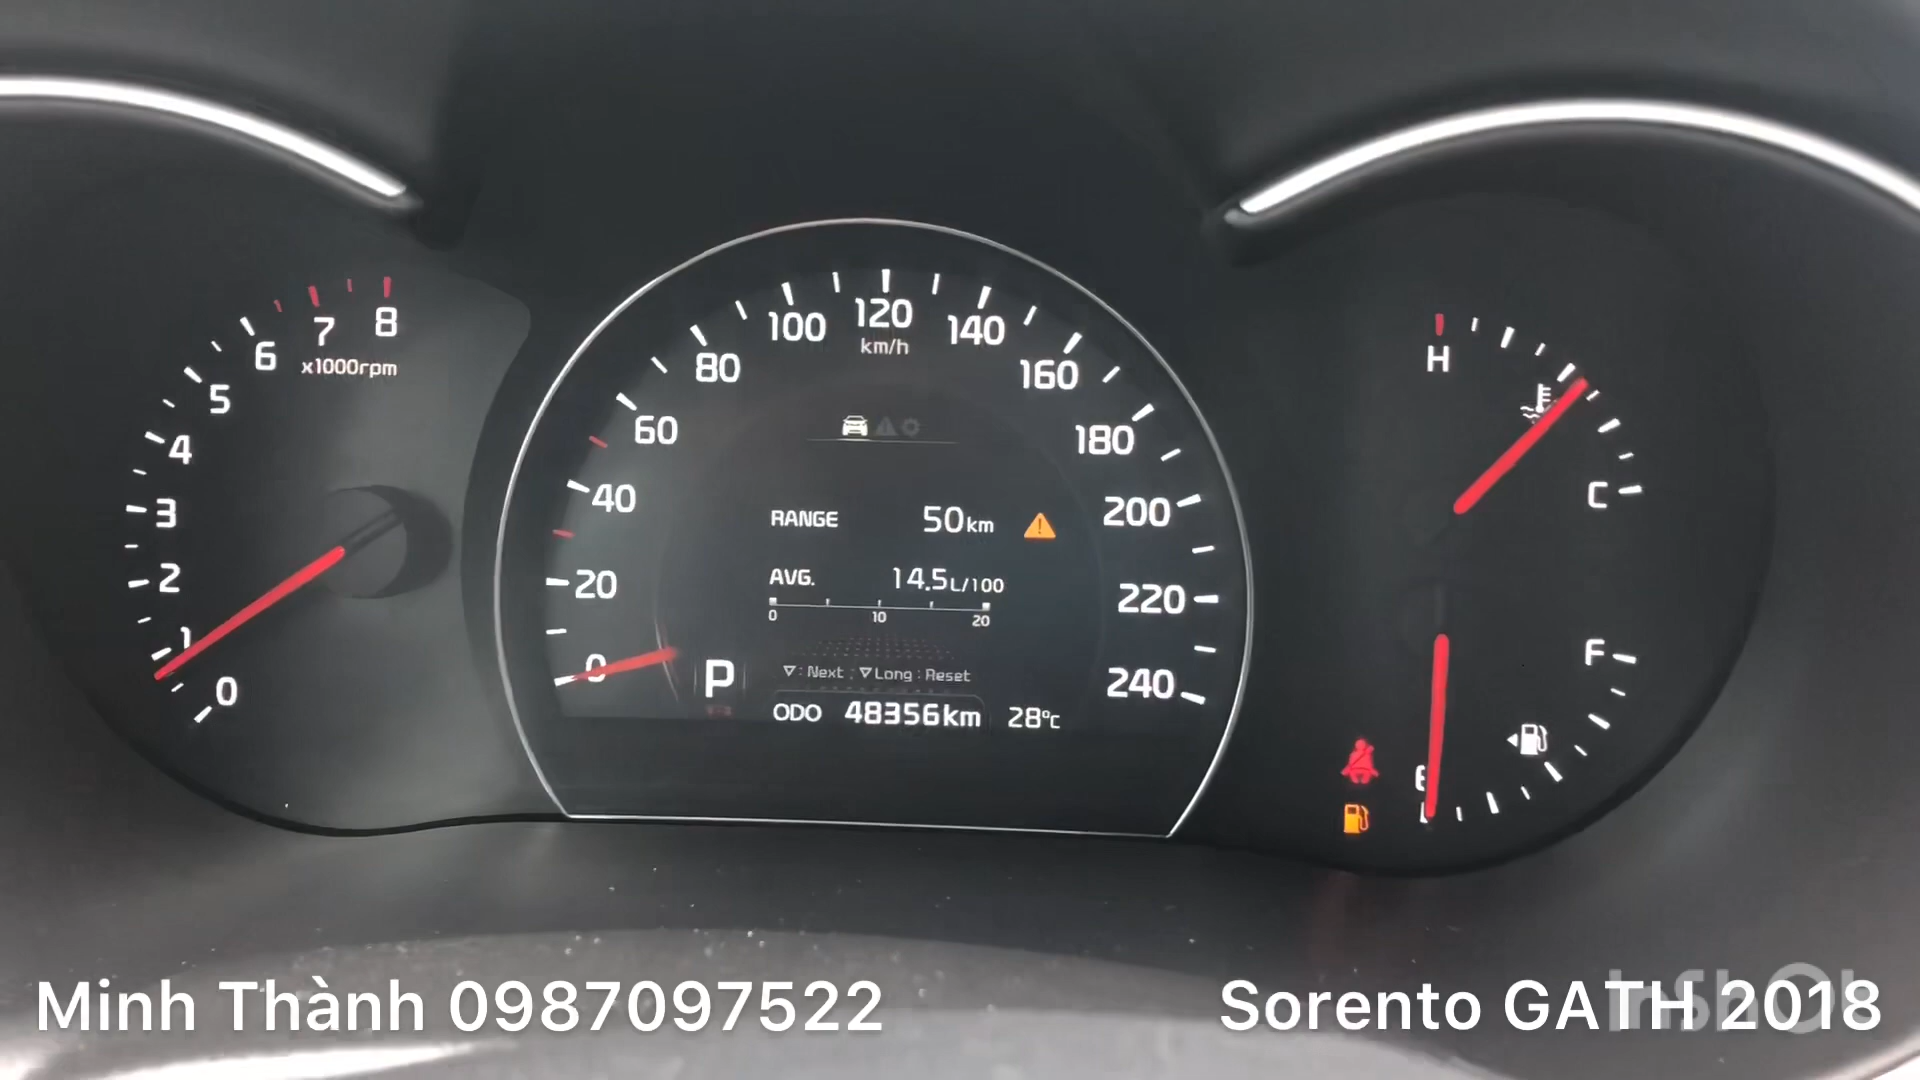 8
7
6
x1000rpm
5
4
3
2
1
0
120
km/h
100
140
80
160
60
180
40
200
20
220
0
240
RANGE 50km
AVG. 14.5L/100
0 10 20
▽: Next : ▽Long : Reset
P
ODO 48356km 28°C
H
C
F
E
Minh Thành 0987097522
Sorento GATH 2018
InShOt